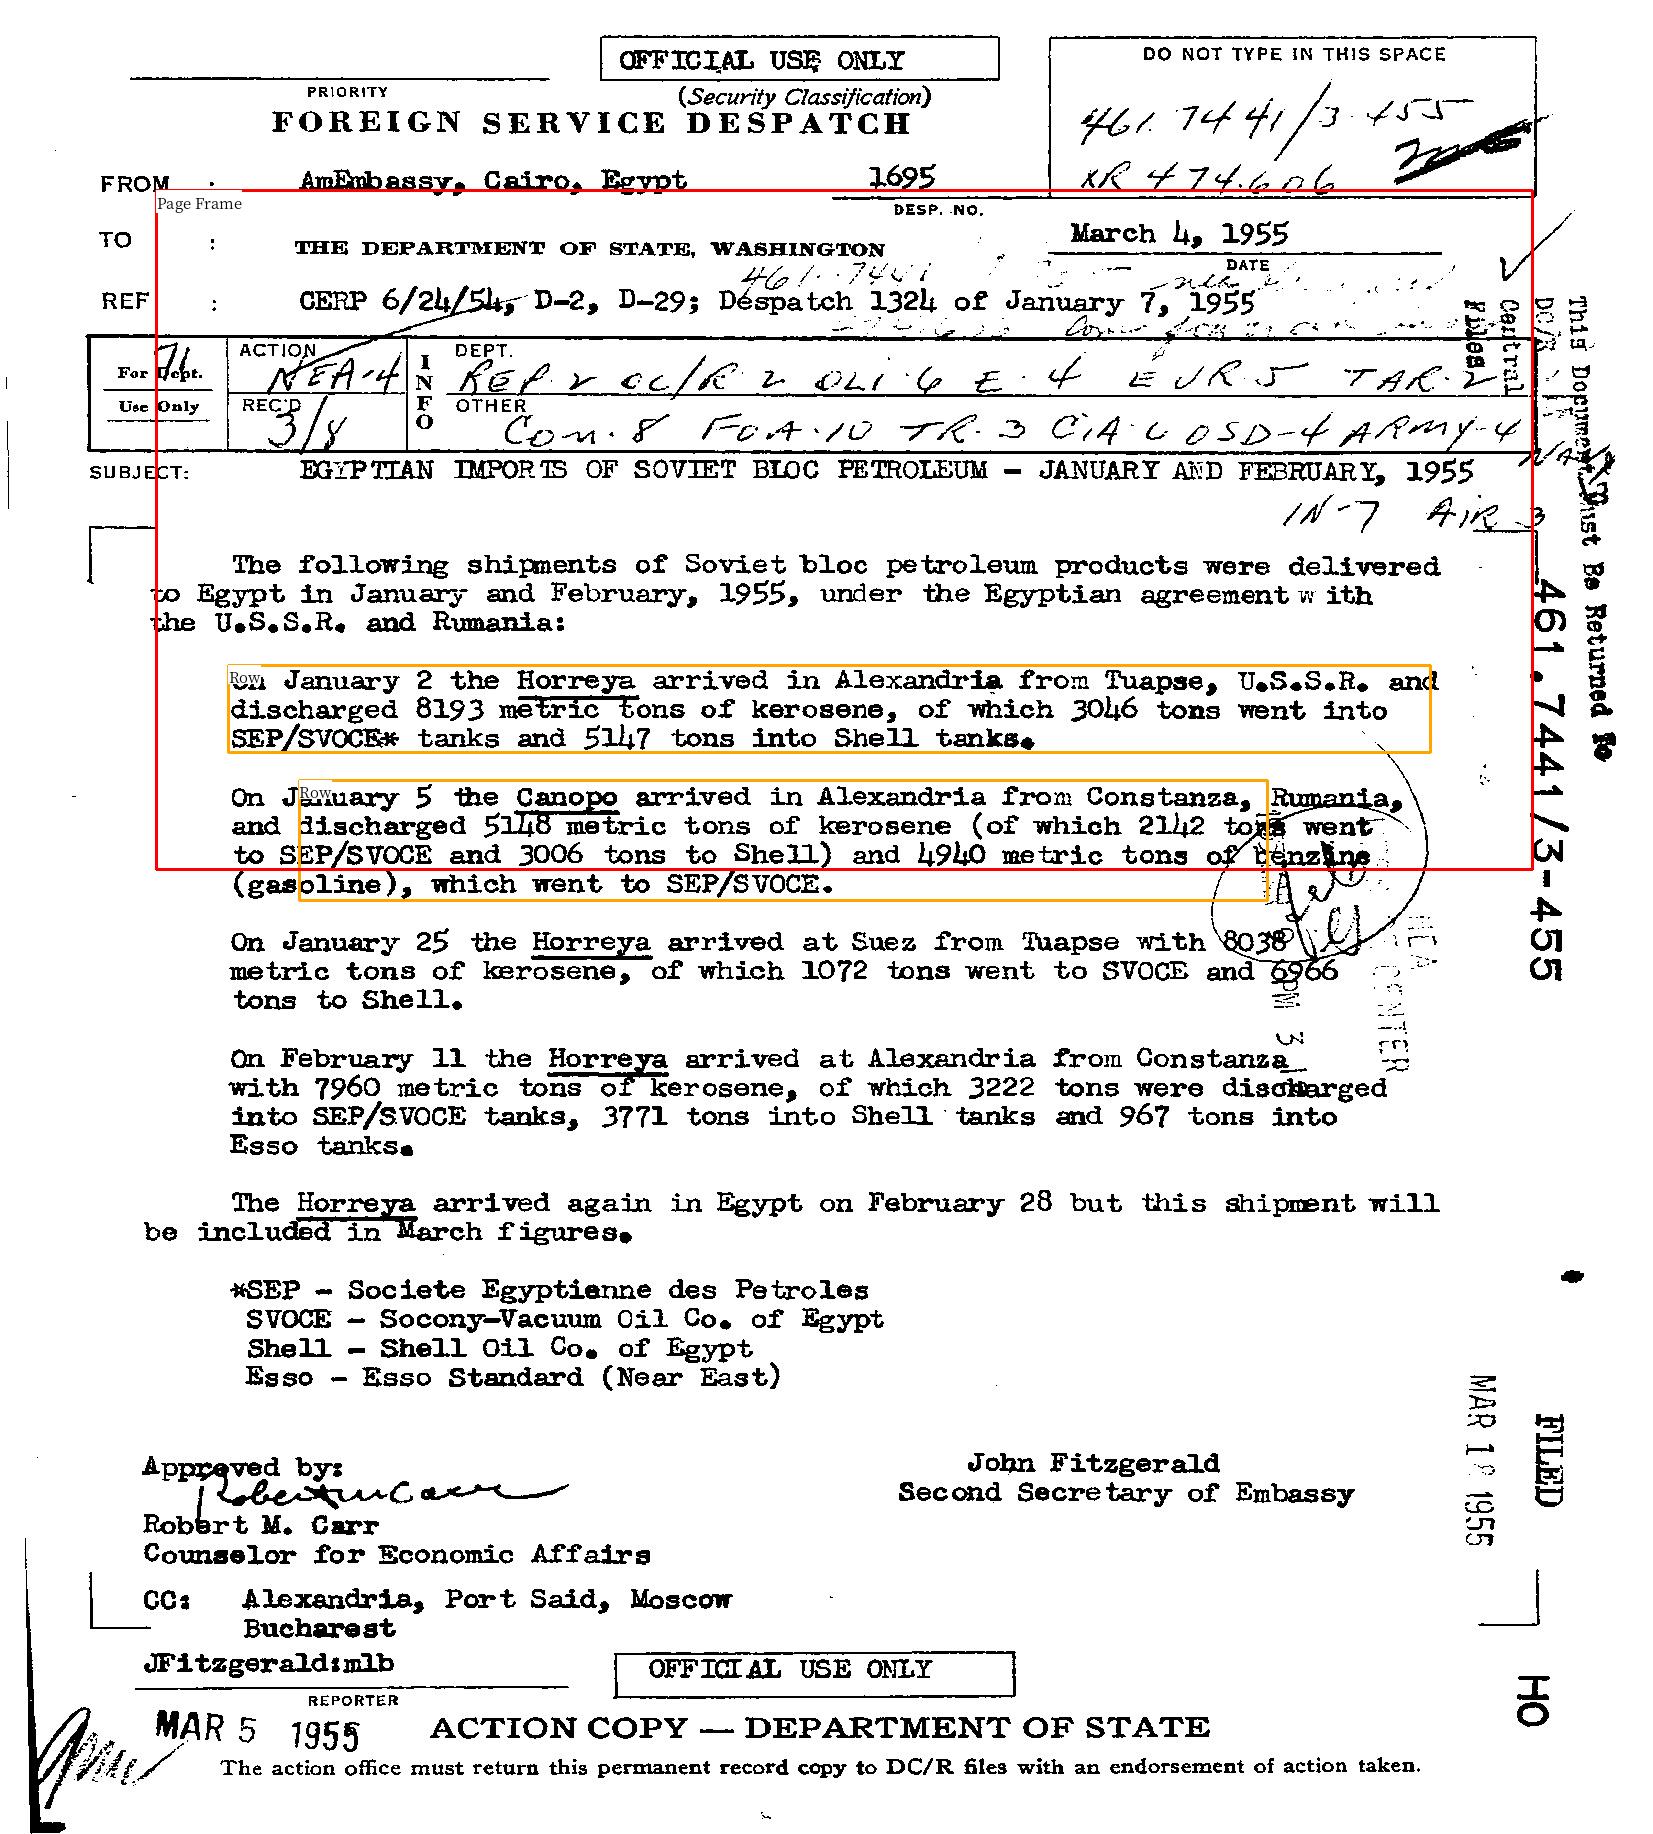 OFFICIAL USE ONLY
(Security Classification)
DO NOT TYPE IN THIS SPACE
461.7441/3-455
XR 474.606
PRIORITY
FOREIGN SERVICE DESPATCH
FROM : AmEmbassy, Cairo, Egypt 1695
DESP. NO.
Page Frame
TO : THE DEPARTMENT OF STATE, WASHINGTON
March 4, 1955
DATE
461.7441
REF : CERP 6/24/54, D-2, D-29; Despatch 1324 of January 7, 1955
For Dept. Use Only
ACTION NEA-4
REC'D 3/8
INFO
DEPT. REP-2 OC/R 2 OLI-6 E-4 EUR-5 TAR-2
OTHER Com-8 FOA-10 TR-3 CIA-6 OSD-4 ARMY-4
SUBJECT: EGYPTIAN IMPORTS OF SOVIET BLOC PETROLEUM - JANUARY AND FEBRUARY, 1955
IN-7 AIR 3
The following shipments of Soviet bloc petroleum products were delivered
to Egypt in January and February, 1955, under the Egyptian agreement with
the U.S.S.R. and Rumania:
Row
On January 2 the Horreya arrived in Alexandria from Tuapse, U.S.S.R. and
discharged 8193 metric tons of kerosene, of which 3046 tons went into
SEP/SVOCE* tanks and 5147 tons into Shell tanks.
Row
On January 5 the Canopo arrived in Alexandria from Constanza, Rumania,
and discharged 5148 metric tons of kerosene (of which 2142 tons went
to SEP/SVOCE and 3006 tons to Shell) and 4940 metric tons of benzine
(gasoline), which went to SEP/SVOCE.
On January 25 the Horreya arrived at Suez from Tuapse with 8038
metric tons of kerosene, of which 1072 tons went to SVOCE and 6966
tons to Shell.
On February 11 the Horreya arrived at Alexandria from Constanza
with 7960 metric tons of kerosene, of which 3222 tons were discharged
into SEP/SVOCE tanks, 3771 tons into Shell tanks and 967 tons into
Esso tanks.
The Horreya arrived again in Egypt on February 28 but this shipment will
be included in March figures.
*SEP - Societe Egyptienne des Petroles
SVOCE - Socony-Vacuum Oil Co. of Egypt
Shell - Shell Oil Co. of Egypt
Esso - Esso Standard (Near East)
Approved by:
Robert M. Carr
Robert M. Carr
Counselor for Economic Affairs
John Fitzgerald
Second Secretary of Embassy
CC: Alexandria, Port Said, Moscow
Bucharest
JFitzgerald:mlb
REPORTER
OFFICIAL USE ONLY
MAR 5 1955
ACTION COPY — DEPARTMENT OF STATE
The action office must return this permanent record copy to DC/R files with an endorsement of action taken.
This Document Must Be Returned To
DC/R
Central Files
461.7441/3-455
FILED
MAR 1 1955
HO